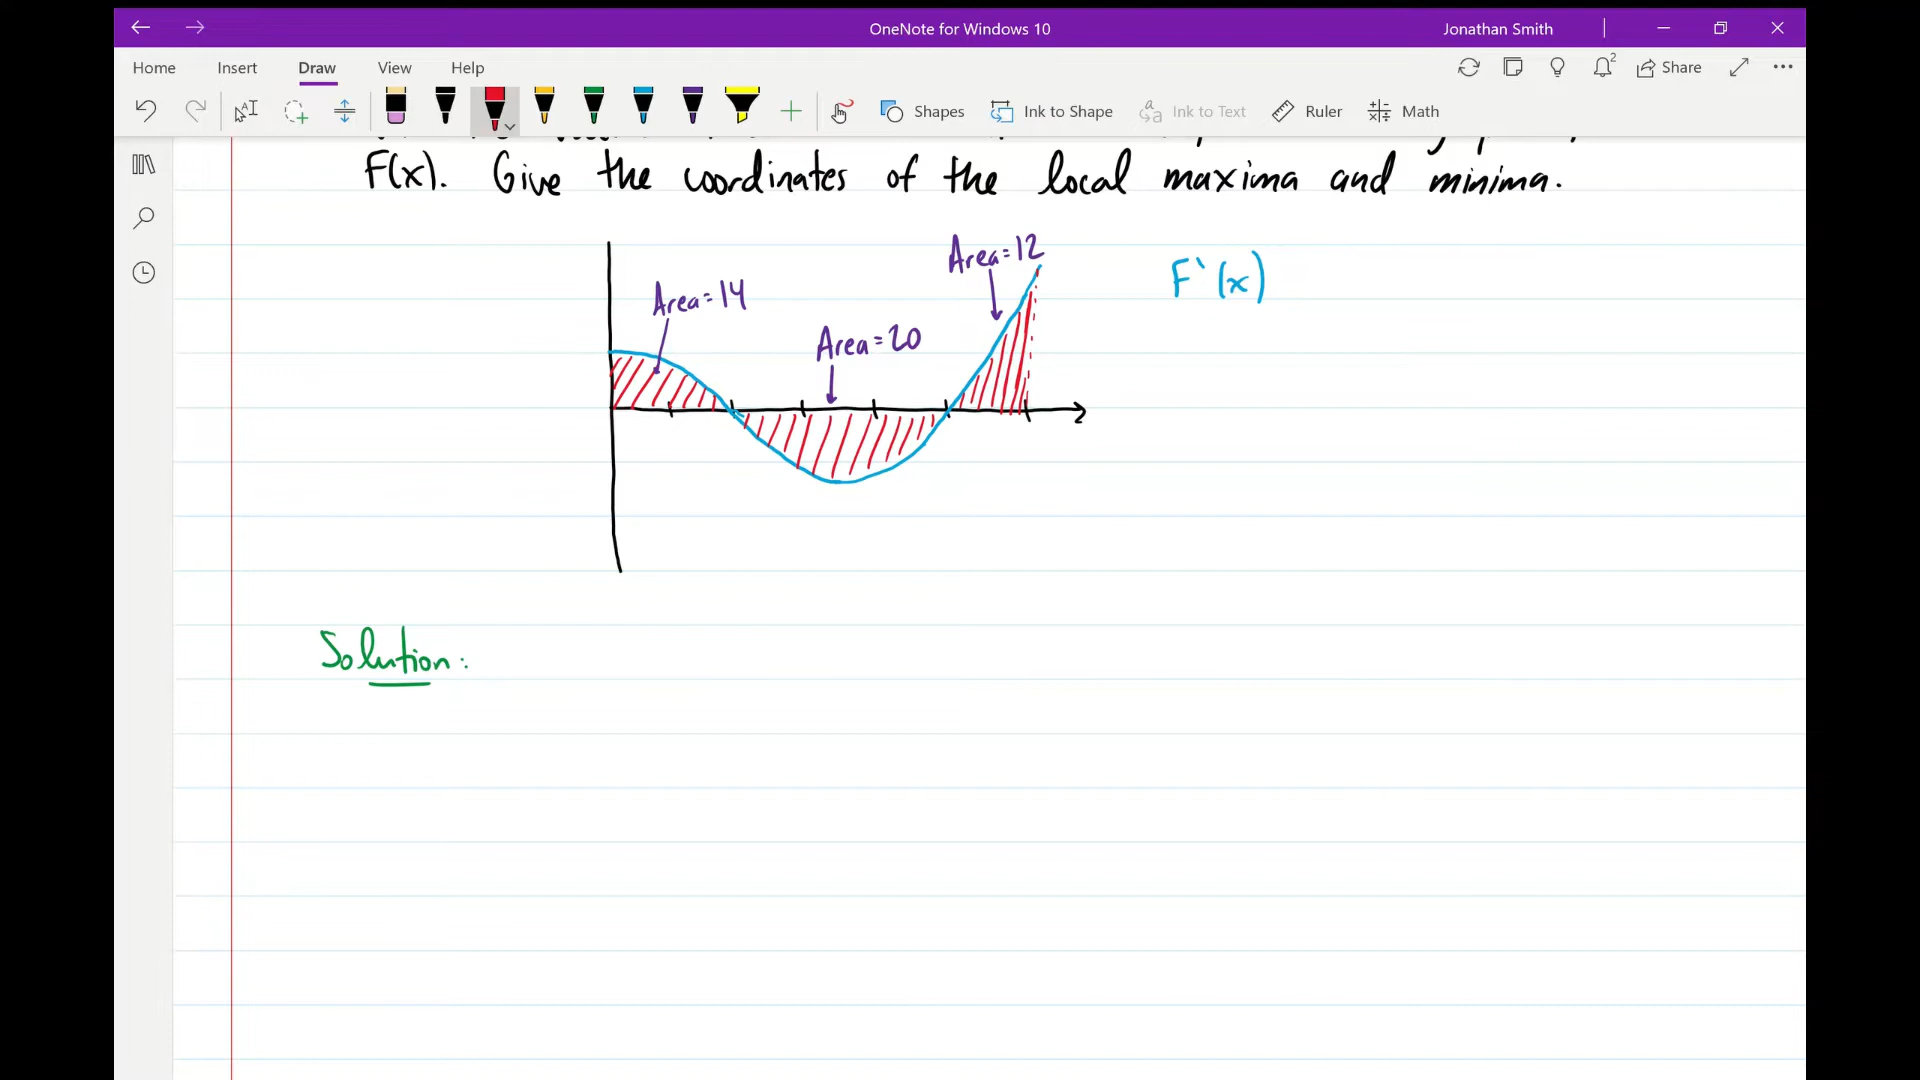 OneNote for Windows 10
Jonathan Smith
Home Insert Draw View Help
2
Share
Shapes Ink to Shape Ink to Text Ruler Math
F(x). Give the coordinates of the local maxima and minima.
Area=12
F'(x)
Area=14
Area=20
Solution: